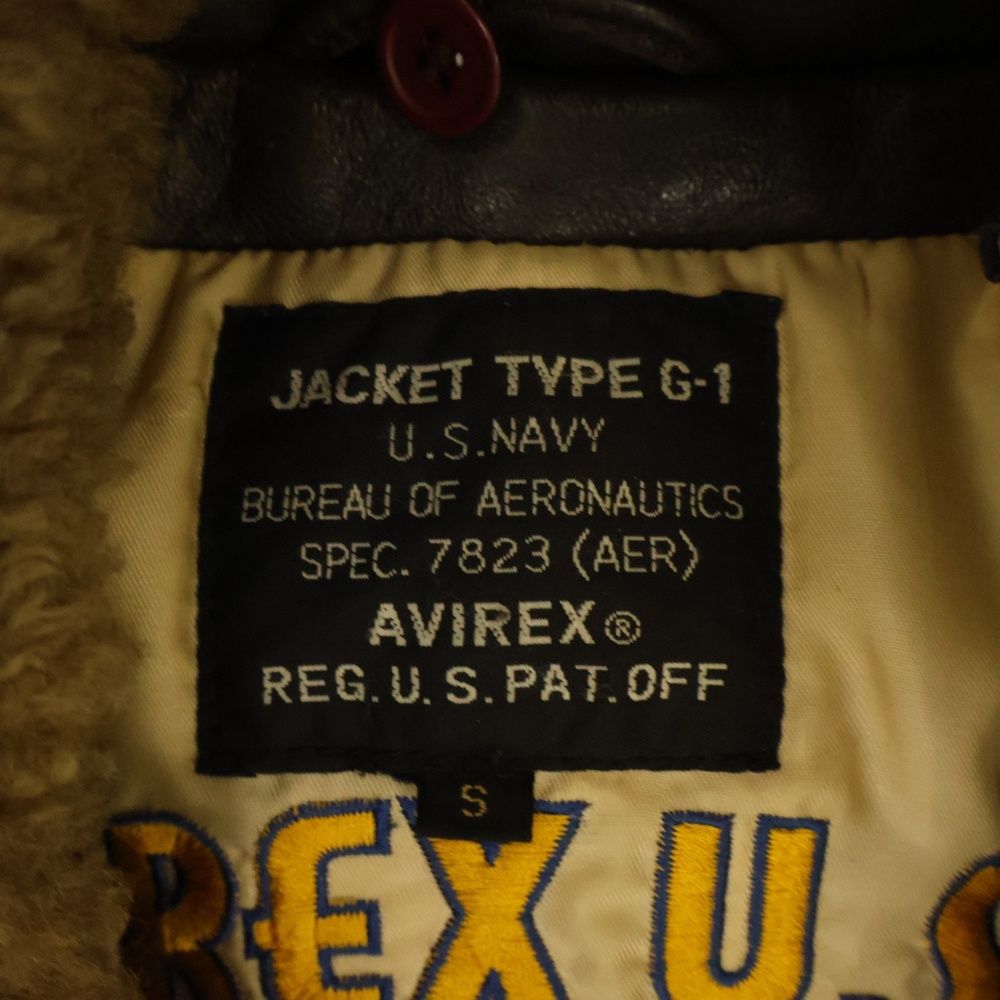 JACKET TYPE G-1
U.S.NAVY
BUREAU OF AERONAUTICS
SPEC. 7823 (AER)
AVIREX®
REG.U.S.PAT.OFF
S
REX U.S